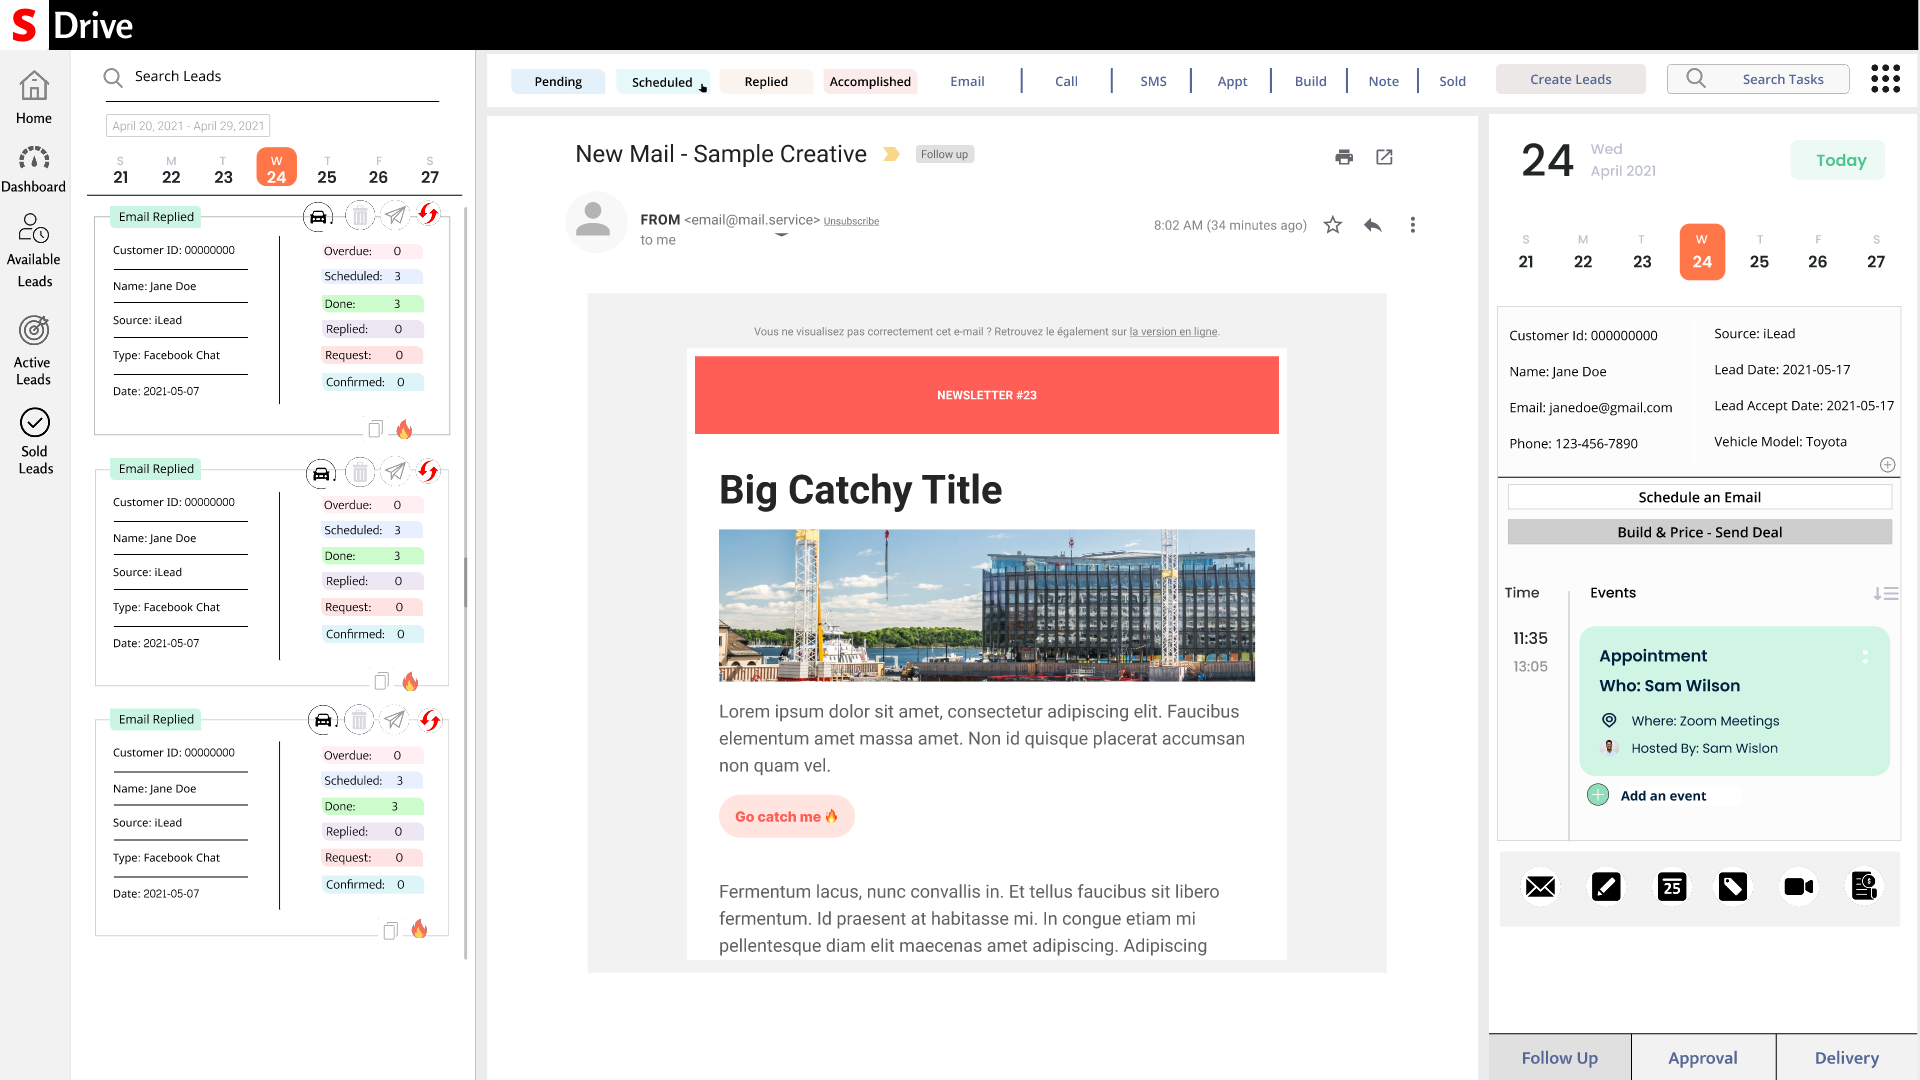 S Drive
Home
Dashboard
Available
Leads
Active
Leads
Sold
Leads
Search Leads
April 20, 2021 - April 29, 2021
S M T W T F S
21 22 23 24 25 26 27
Email Replied
Customer ID: 00000000
Name: Jane Doe
Source: iLead
Type: Facebook Chat
Date: 2021-05-07
Overdue: 0
Scheduled: 3
Done: 3
Replied: 0
Request: 0
Confirmed: 0
Email Replied
Customer ID: 00000000
Name: Jane Doe
Source: iLead
Type: Facebook Chat
Date: 2021-05-07
Overdue: 0
Scheduled: 3
Done: 3
Replied: 0
Request: 0
Confirmed: 0
Email Replied
Customer ID: 00000000
Name: Jane Doe
Source: iLead
Type: Facebook Chat
Date: 2021-05-07
Overdue: 0
Scheduled: 3
Done: 3
Replied: 0
Request: 0
Confirmed: 0
Pending Scheduled Replied Accomplished Email Call SMS Appt Build Note Sold Create Leads Search Tasks
New Mail - Sample Creative Follow up
FROM <email@mail.service> Unsubscribe
to me
8:02 AM (34 minutes ago)
Vous ne visualisez pas correctement cet e-mail ? Retrouvez le également sur la version en ligne.
NEWSLETTER #23
Big Catchy Title
Lorem ipsum dolor sit amet, consectetur adipiscing elit. Faucibus
elementum amet massa amet. Non id quisque placerat accumsan
non quam vel.
Go catch me 🔥
Fermentum lacus, nunc convallis in. Et tellus faucibus sit libero
fermentum. Id praesent at habitasse mi. In congue etiam mi
pellentesque diam elit maecenas amet adipiscing. Adipiscing
24
Wed
April 2021
Today
S M T W T F S
21 22 23 24 25 26 27
Customer Id: 000000000
Name: Jane Doe
Email: janedoe@gmail.com
Phone: 123-456-7890
Source: iLead
Lead Date: 2021-05-17
Lead Accept Date: 2021-05-17
Vehicle Model: Toyota
Schedule an Email
Build & Price - Send Deal
Time Events
11:35
13:05
Appointment
Who: Sam Wilson
Where: Zoom Meetings
Hosted By: Sam Wislon
Add an event
25
Follow Up Approval Delivery